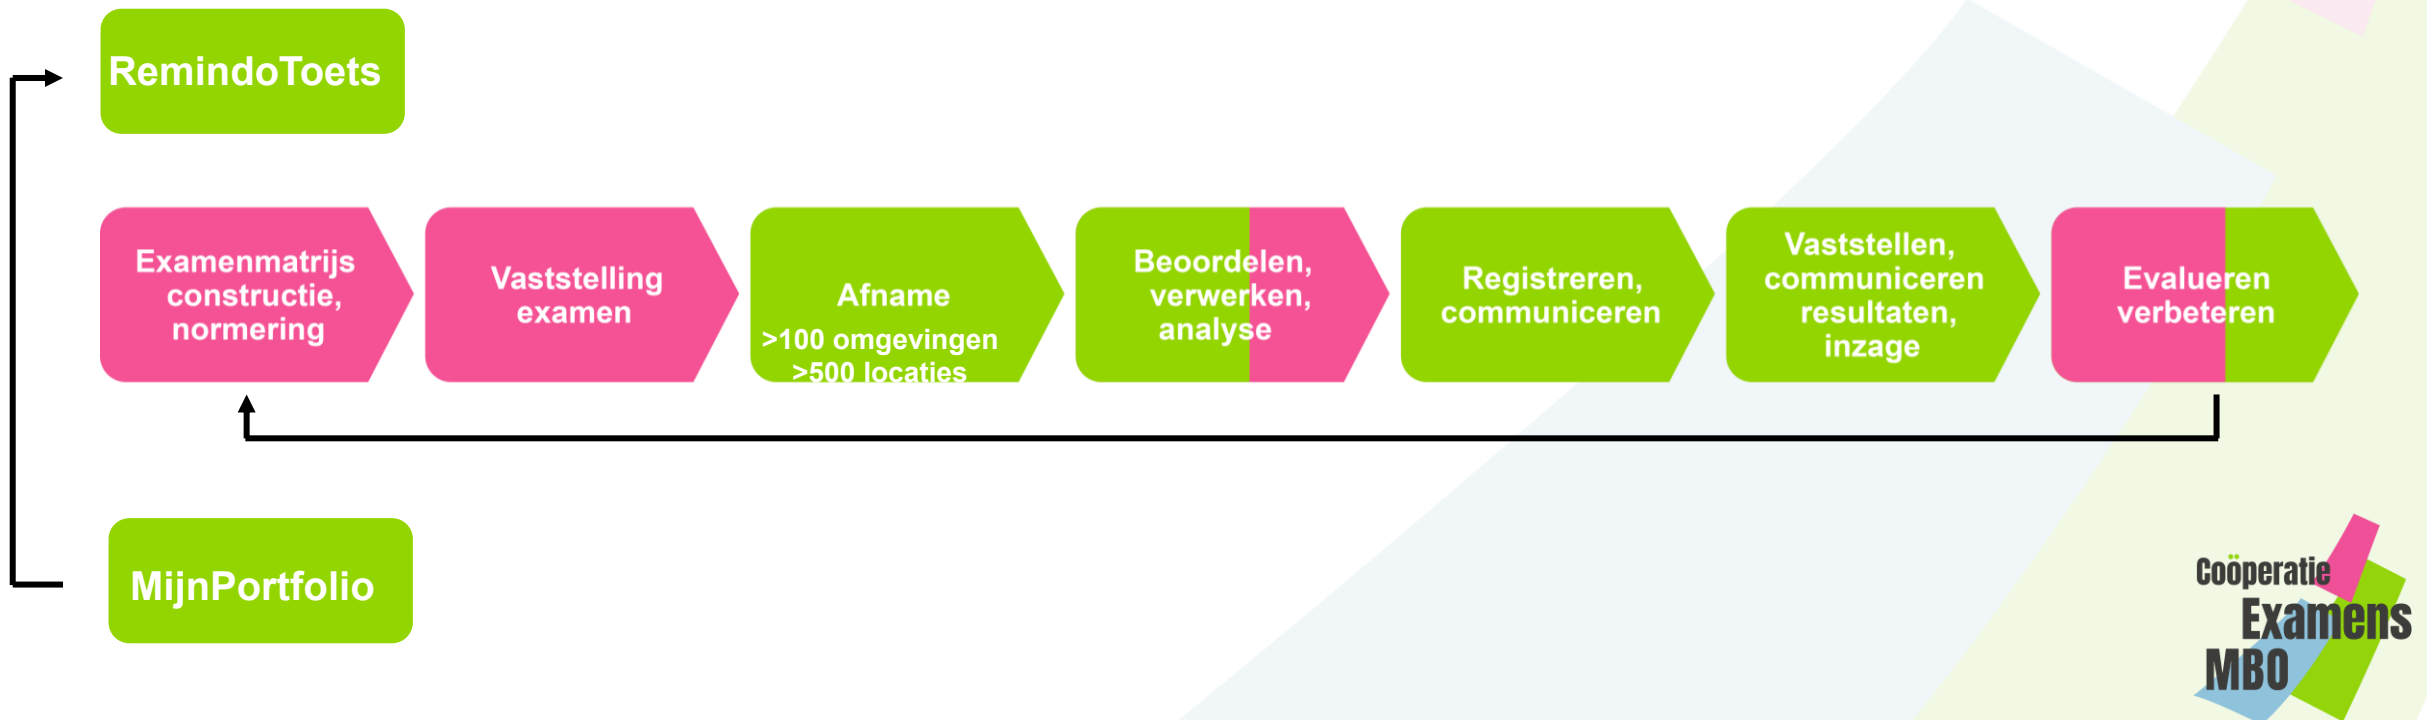 RemindoToets
Examenmatrijs
constructie,
normering
Vaststelling
examen
Afname
>100 omgevingen
>500 locaties
Beoordelen,
verwerken,
analyse
Registreren,
communiceren
Vaststellen,
communiceren
resultaten,
inzage
Evalueren
verbeteren
MijnPortfolio
Coöperatie
Examens
MBO